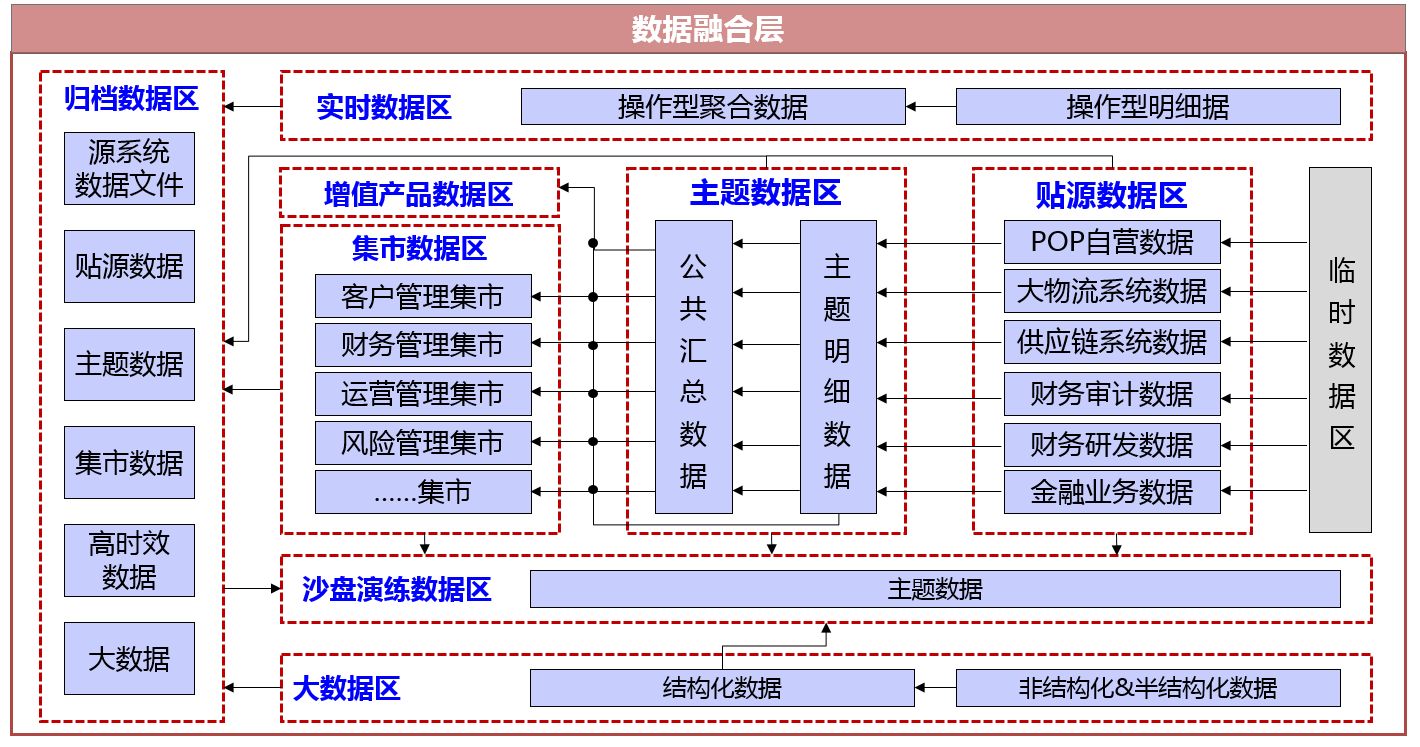 数据融合层
归档数据区
源系统
数据文件
贴源数据
主题数据
集市数据
高时效
数据
大数据
实时数据区
操作型聚合数据
操作型明细据
增值产品数据区
集市数据区
客户管理集市
财务管理集市
运营管理集市
风险管理集市
......集市
主题数据区
公共汇总数据
主题明细数据
贴源数据区
POP自营数据
大物流系统数据
供应链系统数据
财务审计数据
财务研发数据
金融业务数据
临时数据区
沙盘演练数据区
主题数据
大数据区
结构化数据
非结构化&半结构化数据